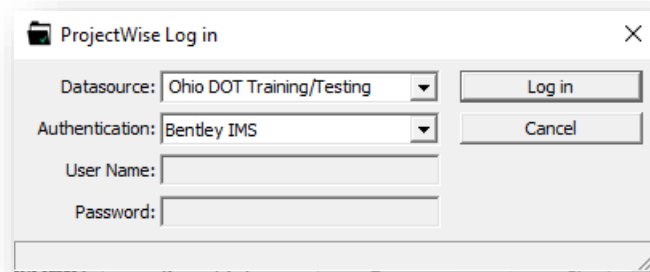 ProjectWise Log in
Datasource: Ohio DOT Training/Testing Log in
Authentication: Bentley IMS Cancel
User Name:
Password: